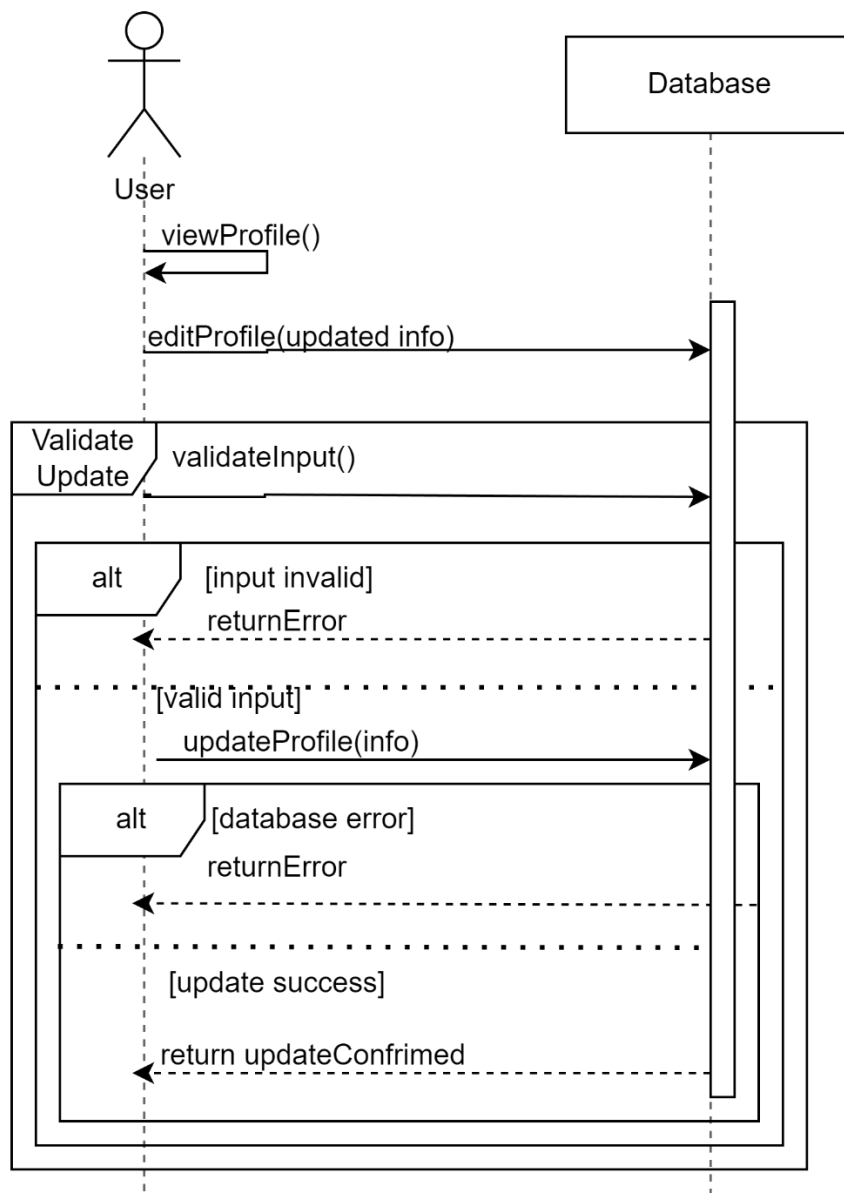 Database
User
viewProfile()
editProfile(updated info)
Validate
Update
validateInput()
alt
[input invalid]
returnError
[valid input]
updateProfile(info)
alt
[database error]
returnError
[update success]
return updateConfrimed